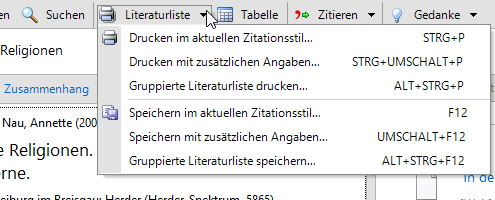 Suchen Literaturliste Tabelle Zitieren Gedanke
Religionen
Drucken im aktuellen Zitationsstil... STRG+P
Drucken mit zusätzlichen Angaben... STRG+UMSCHALT+P
Zusammenhang
Gruppierte Literaturliste drucken... ALT+STRG+P
Speichern im aktuellen Zitationsstil... F12
Nau, Annette (200
Speichern mit zusätzlichen Angaben... UMSCHALT+F12
e Religionen.
Gruppierte Literaturliste speichern... ALT+STRG+F12
erne.
In de
eiburg im Breisgau: Herder (Herder-Spektrum, 5865)